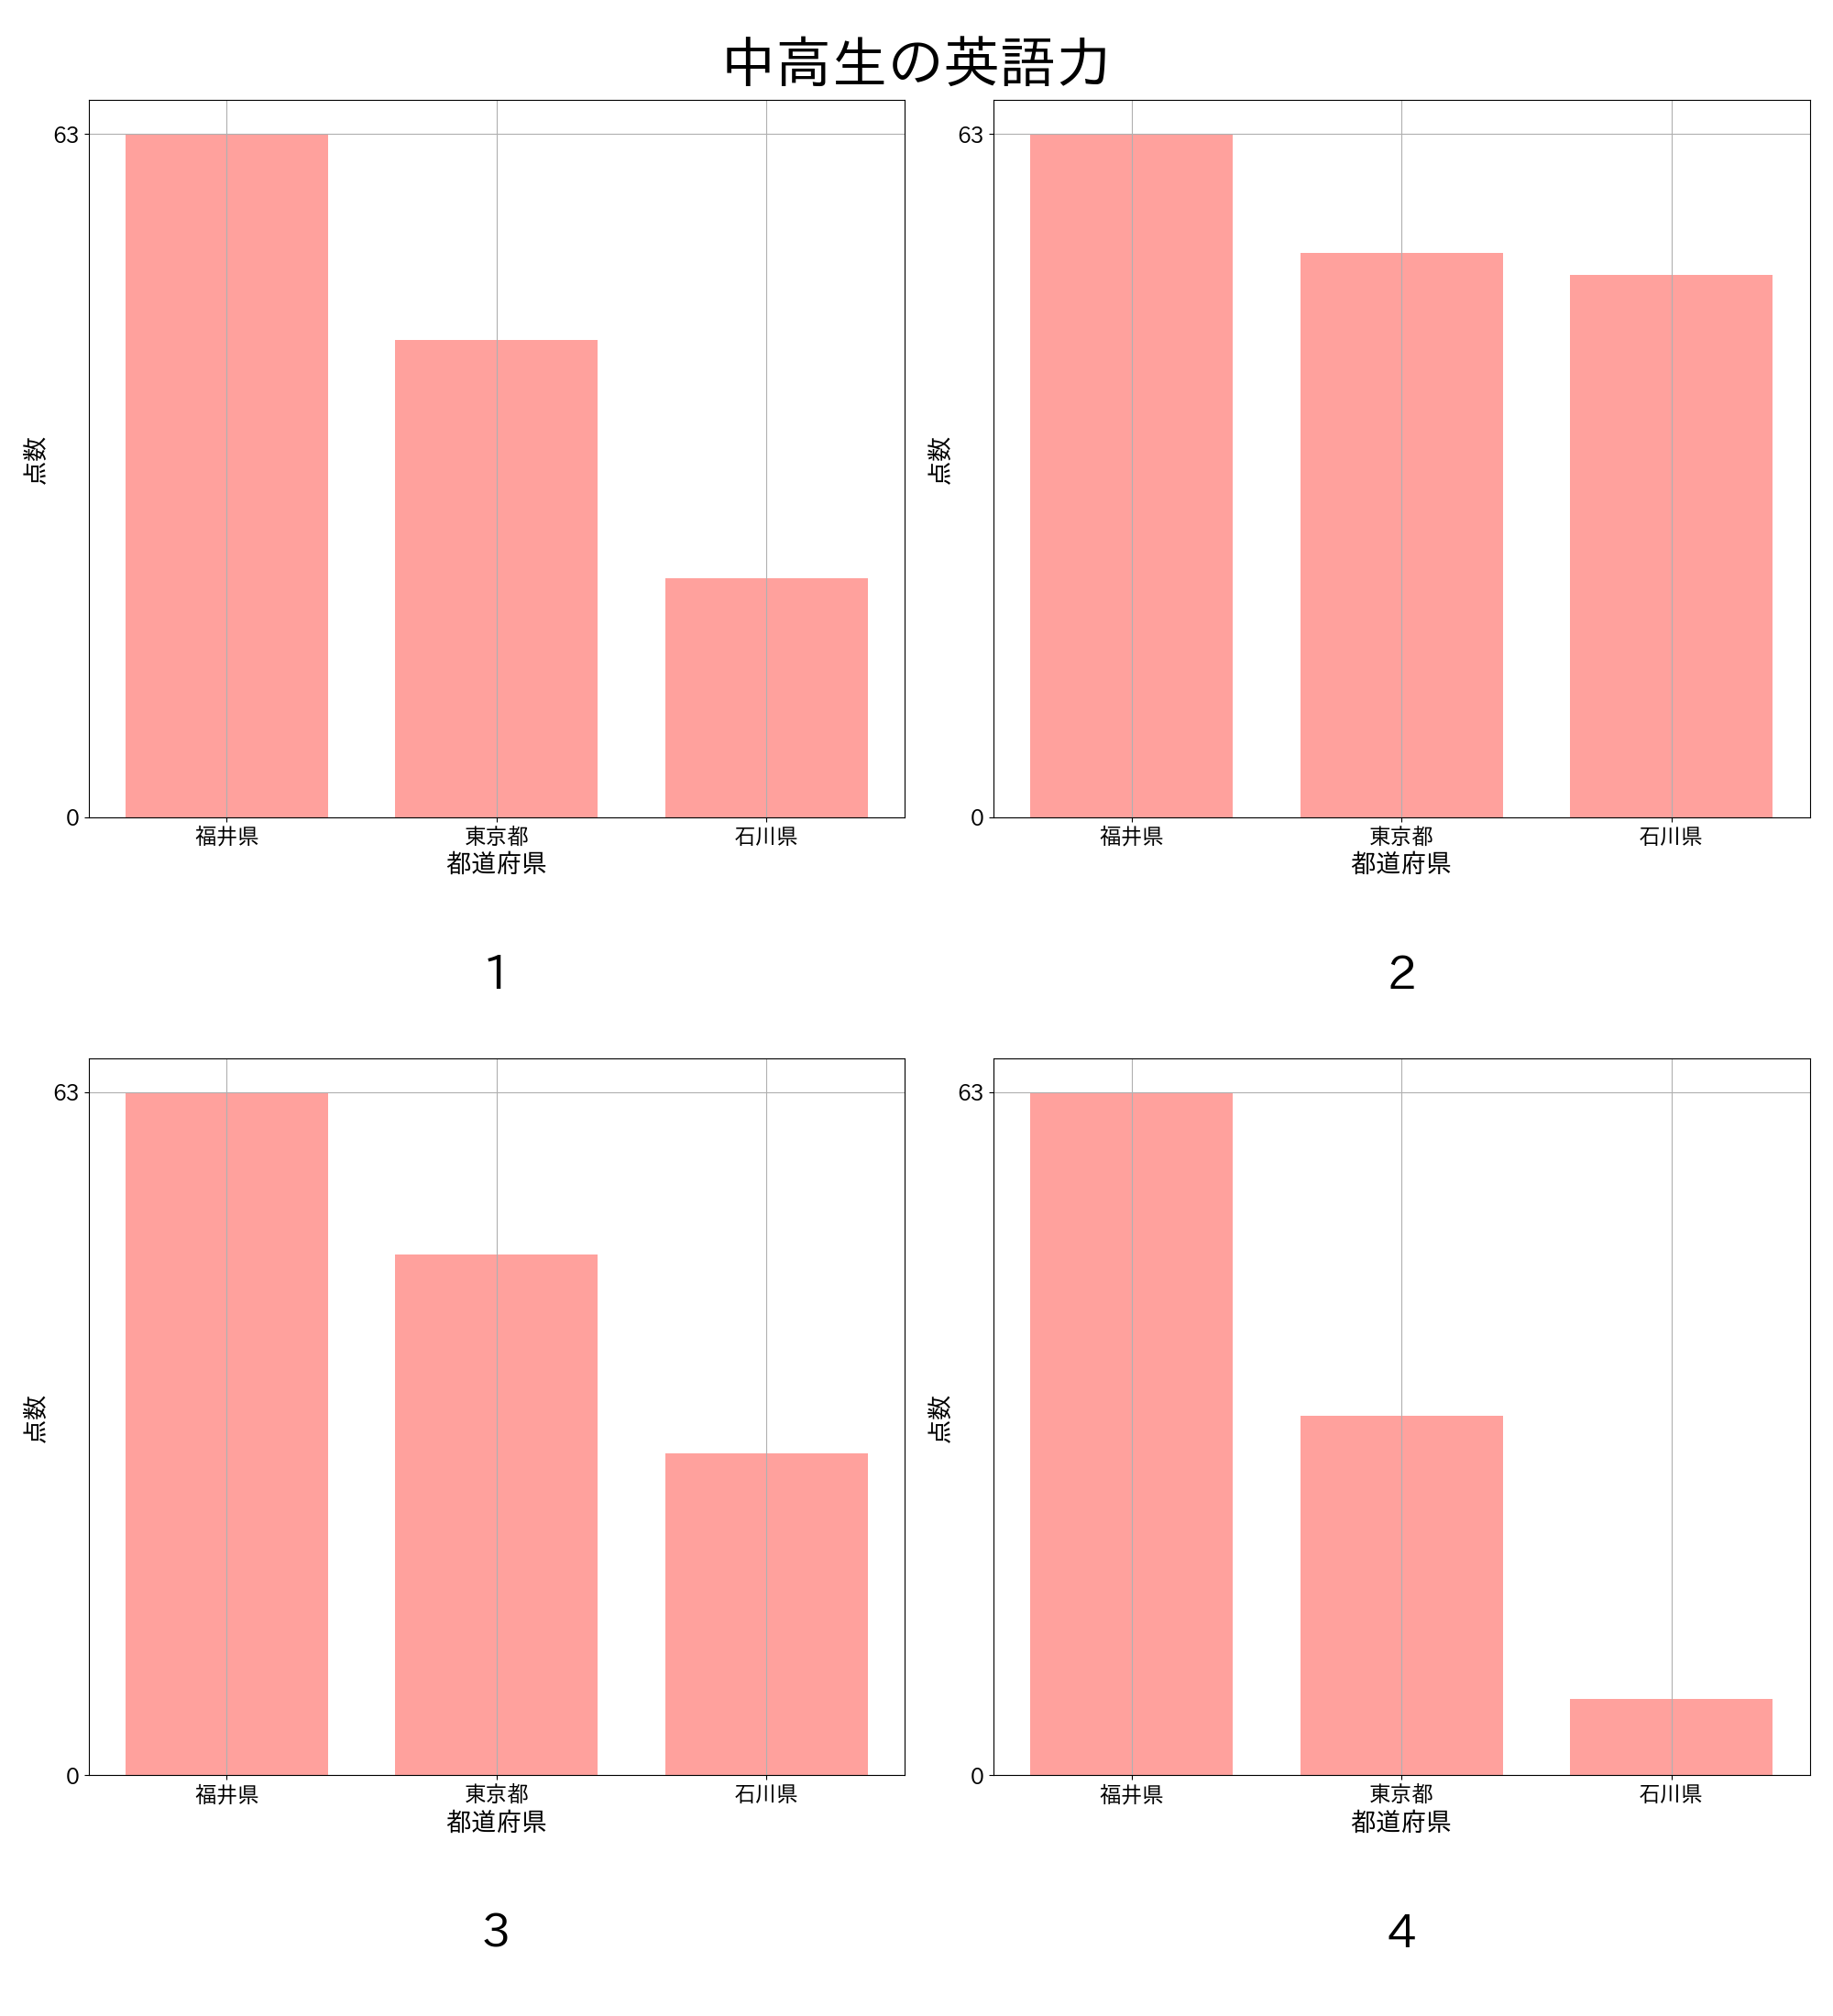 中高生の英語力
63
0
点数
福井県 東京都 石川県
都道府県
1
63
0
点数
福井県 東京都 石川県
都道府県
2
63
0
点数
福井県 東京都 石川県
都道府県
3
63
0
点数
福井県 東京都 石川県
都道府県
4